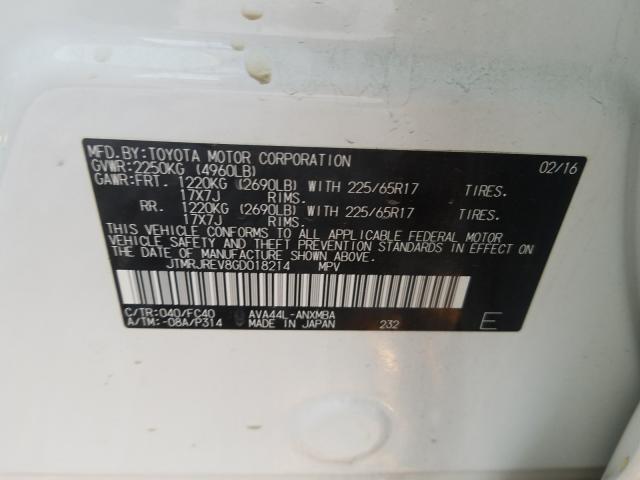 MFD.BY:TOYOTA MOTOR CORPORATION 02/16
GVWR:2250KG (4960LB)
GAWR:FRT. 1220KG (2690LB) WITH 225/65R17 TIRES.
17X7J RIMS.
RR. 1220KG (2690LB) WITH 225/65R17 TIRES.
17X7J RIMS.
THIS VEHICLE CONFORMS TO ALL APPLICABLE FEDERAL MOTOR
VEHICLE SAFETY AND THEFT PREVENTION STANDARDS IN EFFECT
ON THE DATE OF MANUFACTURE SHOWN ABOVE.
JTMRJREV8GD018214 MPV
C/TR:040/FC40 AVA44L-ANXMBA
A/TM:-08A/P314 MADE IN JAPAN 232 E